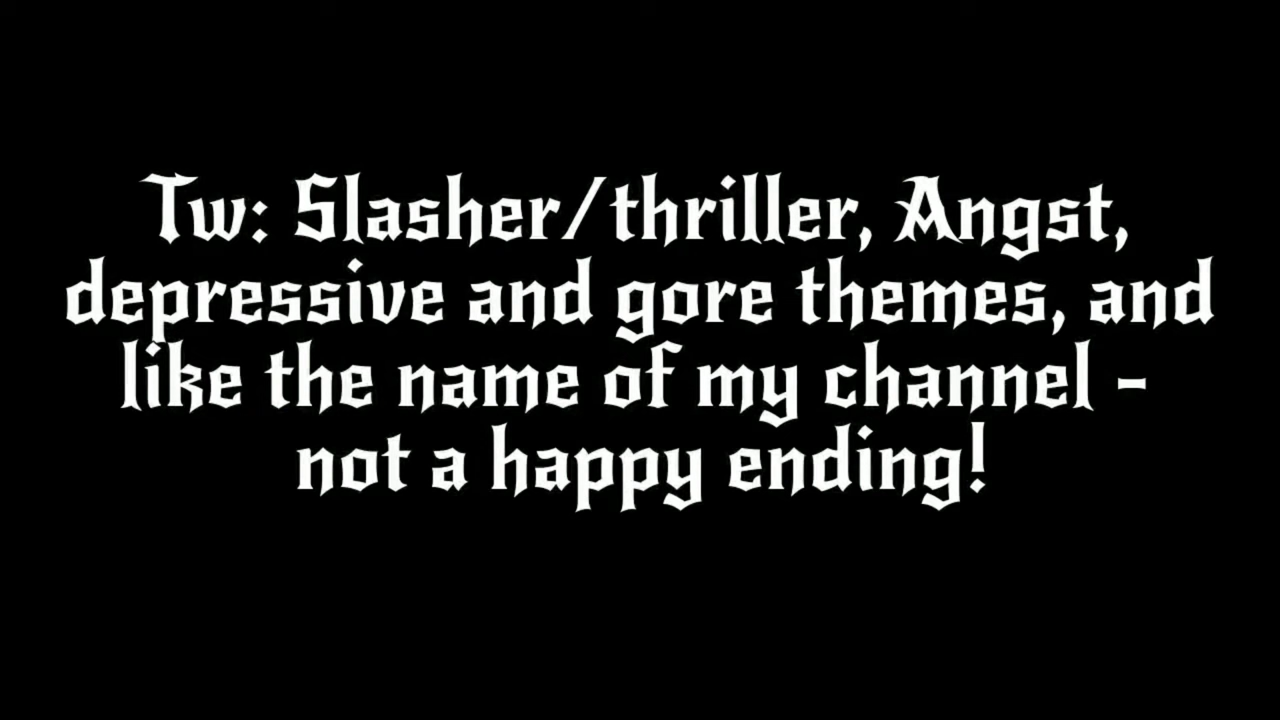 Tw: Slasher/thriller, Angst,
depressive and gore themes, and
like the name of my channel -
not a happy ending!